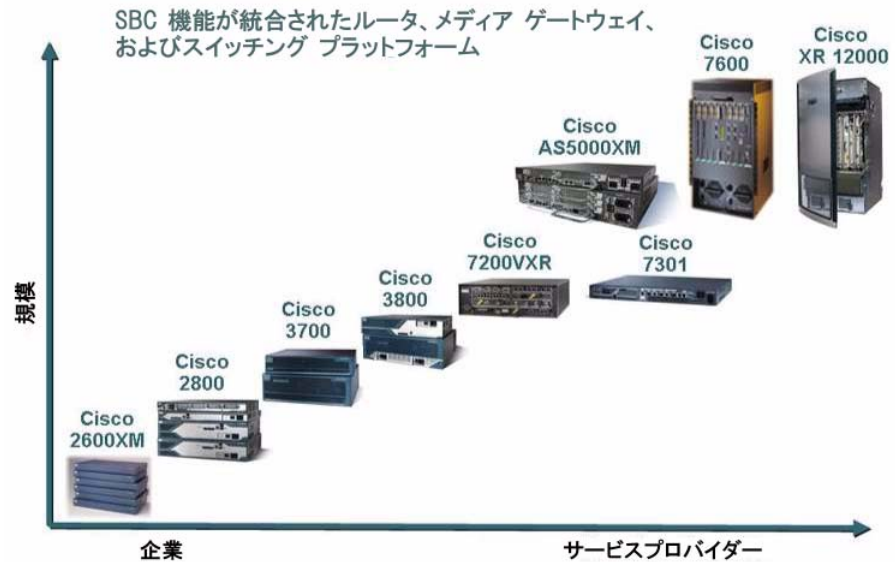 SBC 機能が統合されたルータ、メディア ゲートウェイ、
およびスイッチング プラットフォーム
Cisco
7600
Cisco
XR 12000
Cisco
AS5000XM
Cisco
7200VXR
Cisco
7301
Cisco
3800
Cisco
3700
Cisco
2800
Cisco
2600XM
規模
企業
サービスプロバイダー